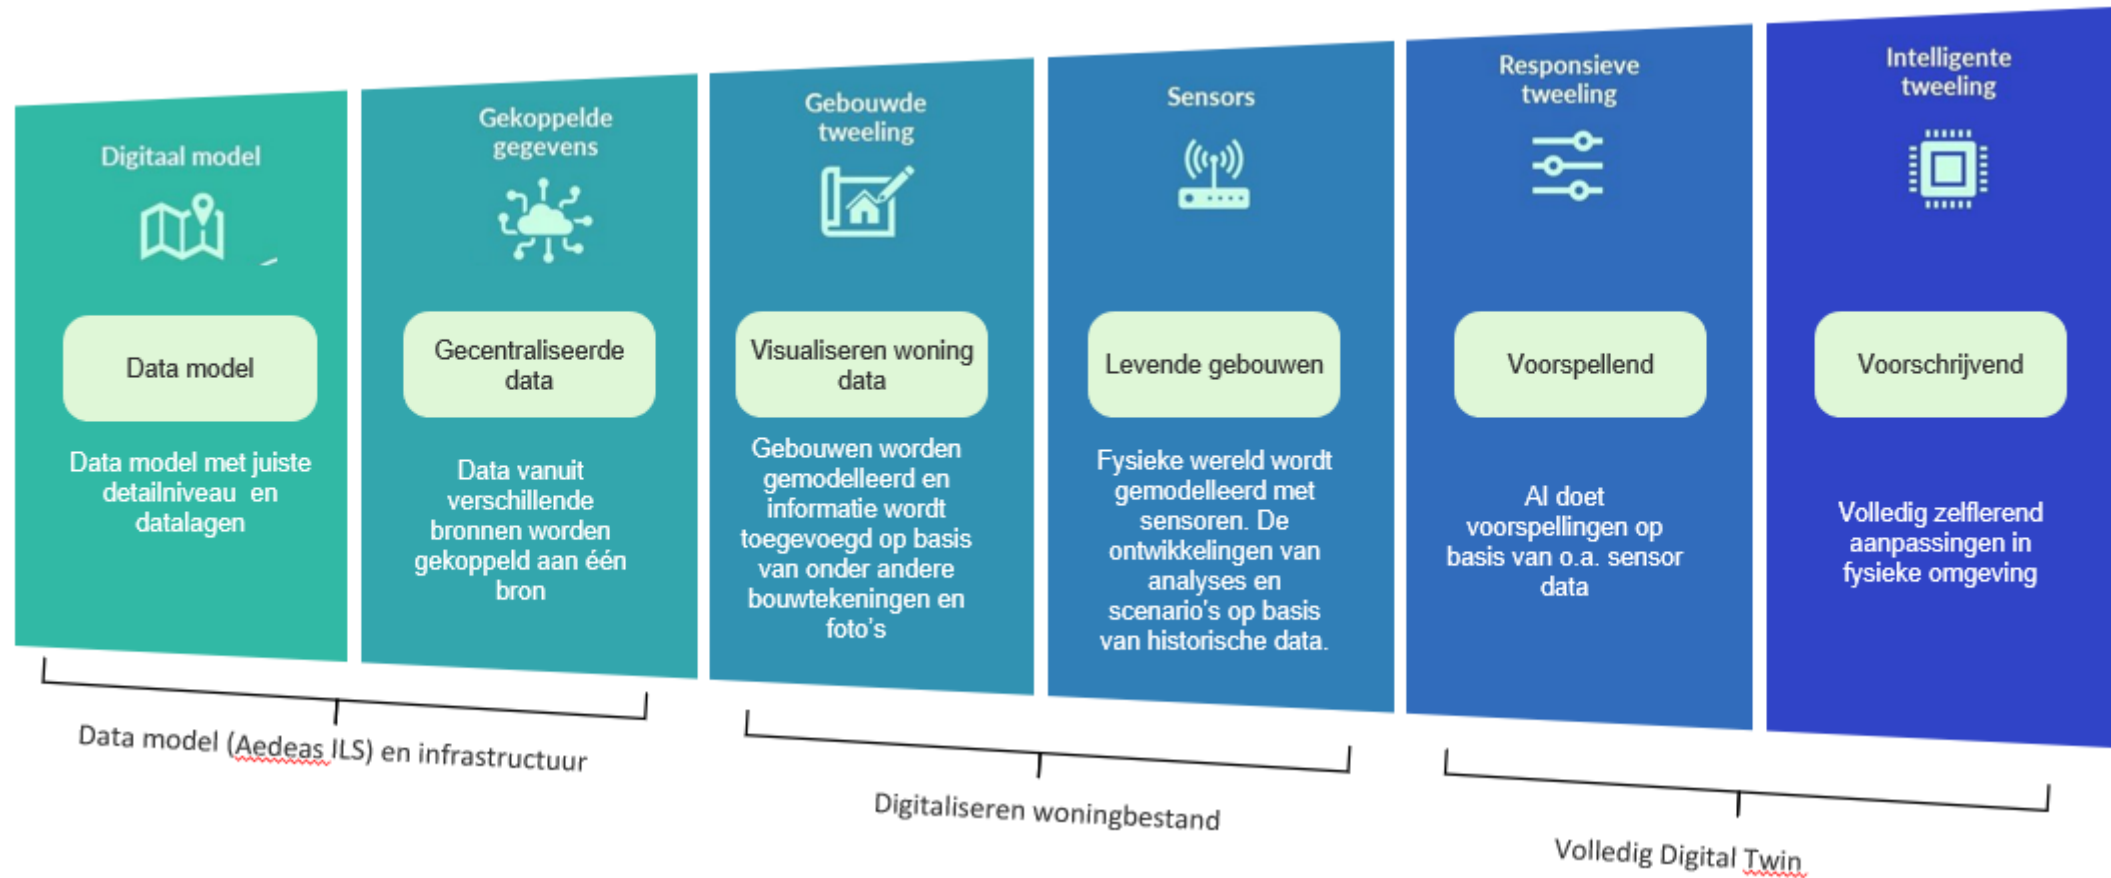 Digitaal model
Data model
Data model met juiste
detailniveau en
datalagen
Gekoppelde
gegevens
Gecentraliseerde
data
Data vanuit
verschillende
bronnen worden
gekoppeld aan één
bron
Gebouwde
tweeling
Visualiseren woning
data
Gebouwen worden
gemodelleerd en
informatie wordt
toegevoegd op basis
van onder andere
bouwtekeningen en
foto's
Sensors
Levende gebouwen
Fysieke wereld wordt
gemodelleerd met
sensoren. De
ontwikkelingen van
analyses en
scenario's op basis
van historische data.
Responsieve
tweeling
Voorspellend
AI doet
voorspellingen op
basis van o.a. sensor
data
Intelligente
tweeling
Voorschrijvend
Volledig zelflerend
aanpassingen in
fysieke omgeving
Data model (Aedeas ILS) en infrastructuur
Digitaliseren woningbestand
Volledig Digital Twin